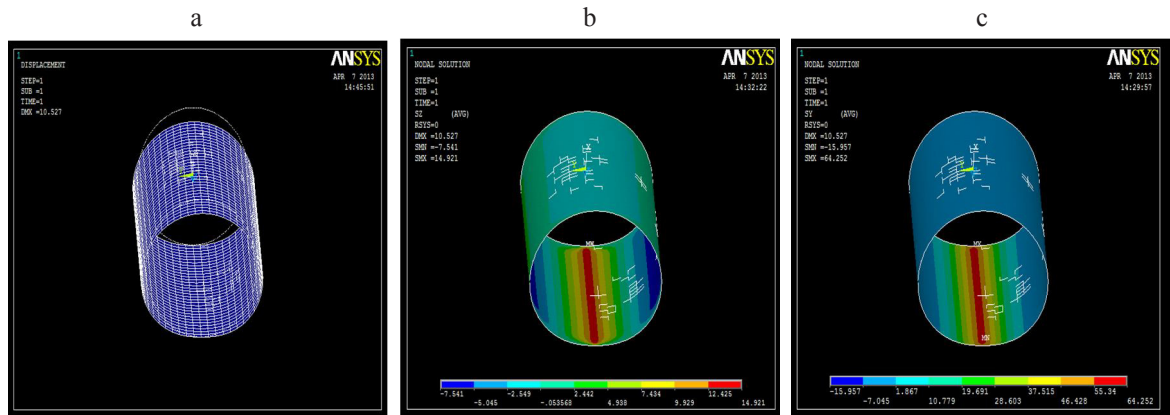 a
b
c
1
ANSYS
DISPLACEMENT
APR 7 2013
14:45:51
STEP=1
SUB =1
TIME=1
DMX =10.527
1
ANSYS
NODAL SOLUTION
APR 7 2013
14:32:22
STEP=1
SUB =1
TIME=1
SZ (AVG)
RSYS=0
DMX =10.527
SMN =-7.541
SMX =14.921
MX
MN
-7.541 -2.549 2.442 7.434 12.425
-5.045 -.053568 4.938 9.929 14.921
1
ANSYS
NODAL SOLUTION
APR 7 2013
14:29:57
STEP=1
SUB =1
TIME=1
SY (AVG)
RSYS=0
DMX =10.527
SMN =-15.957
SMX =64.252
MX
MN
-15.957 1.867 19.691 37.515 55.34
-7.045 10.779 28.603 46.428 64.252